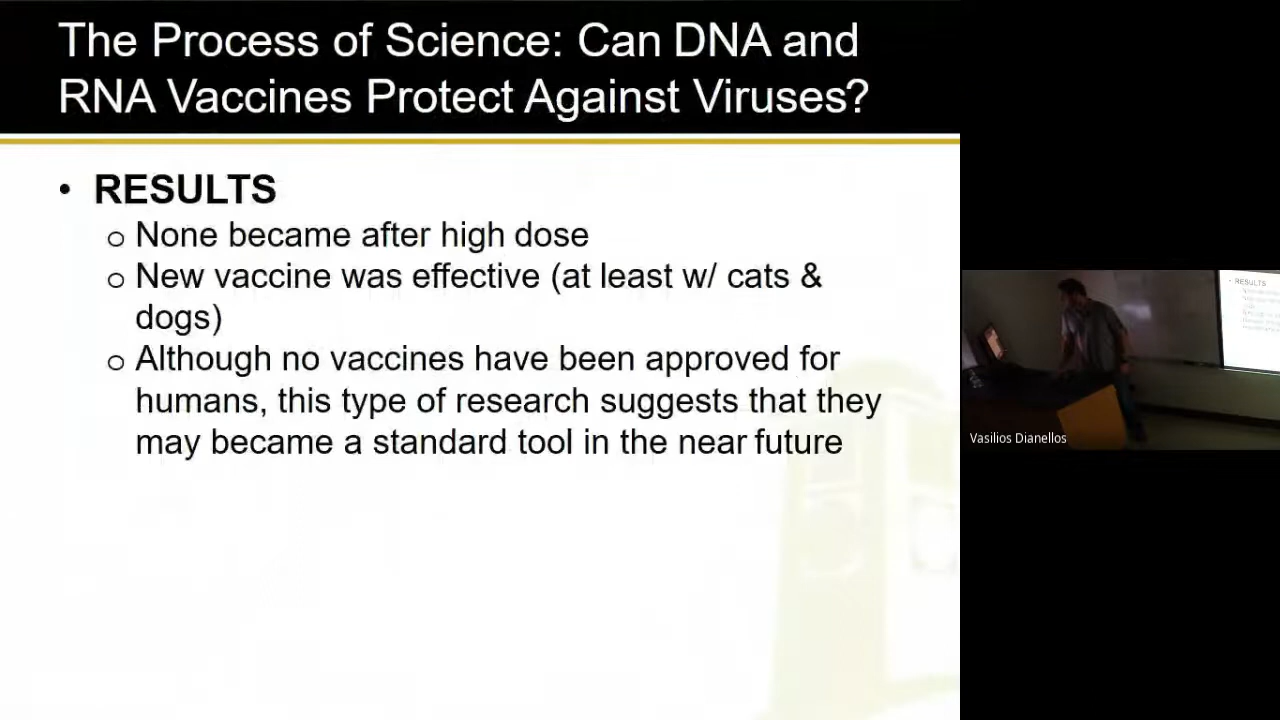 The Process of Science: Can DNA and
RNA Vaccines Protect Against Viruses?
• RESULTS
o None became after high dose
o New vaccine was effective (at least w/ cats &
dogs)
o Although no vaccines have been approved for
humans, this type of research suggests that they
may became a standard tool in the near future
RESULTS
Vasilios Dianellos